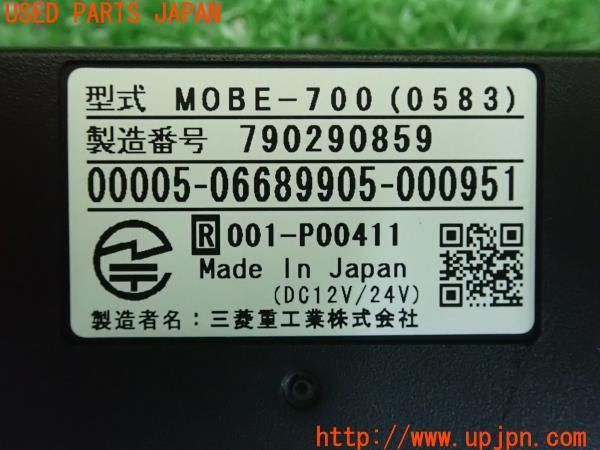 USED PARTS JAPAN
型式 MOBE-700(0583)
製造番号 790290859
00005-06689905-000951
R 001-P00411
Made In Japan
(DC12V/24V)
製造者名：三菱重工業株式会社
http://www.upjpn.com/